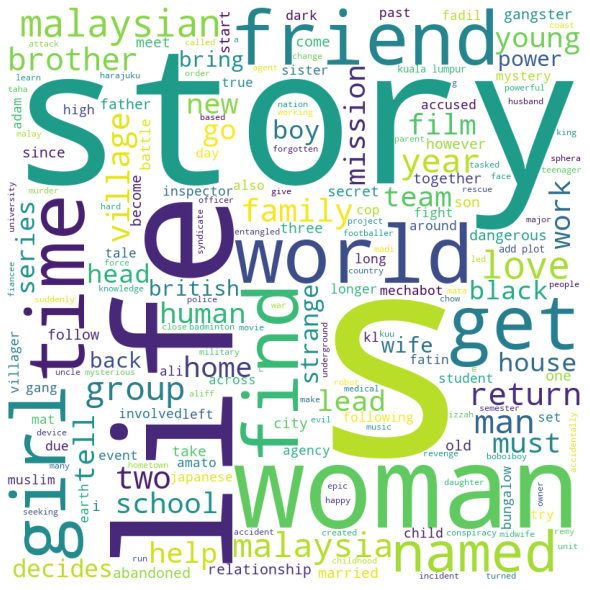 malaysian
friend
story
brother
meet
bring
start
dark
past
fadil
gangster
young
power
come
attack
called
learn
order
harajuku
taha
adam
agent
change
true
sister
kuala lumpur
mystery
powerful
husband
nation
working
king
father
high
new
go
boy
mission
film
accused
village
battle
malay
since
day
based
forgotten
year
however
parent
sphera
teenager
tasked
face
murder
hard
become
inspector
also
secret
team
together
son
cop
rescue
university
series
time
life
family
work
officer
give
three
fight
around
dangerous
major
tale
force
syndicate
entangled
project
footballer
madi
led
add plot
fiancee
head
british
world
long
country
mata
love
suddenly
knowledge
police
longer
mechabot
chow
people
follow
close
badminton
movie
war
kuu
black
get
villager
back
human
strange
kl
wife
military
home
underground
fatin
house
uncle
mysterious
ali
aliff
find
robot
student
one
gang
group
across
medical
izzah
return
girl
mat
involved
left
city
make
evil
following
semester
man
set
device
event
take
amato
agency
music
revenge
boboiboy
accidentally
due
many
tell
two
lead
old
must
muslim
hometown
japanese
woman
s
earth
i
school
epic
happy
daughter
owner
bungalow
try
seeking
help
malaysia
child
created
conspiracy
midwife
remy
unit
decides
abandoned
relationship
accident
childhood
married
named
run
incident
turned